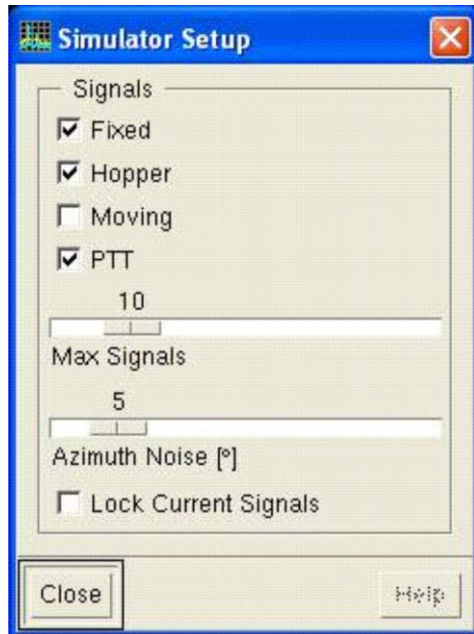 Simulator Setup
Signals
Fixed
Hopper
Moving
PTT
10
Max Signals
5
Azimuth Noise [°]
Lock Current Signals
Close
Help